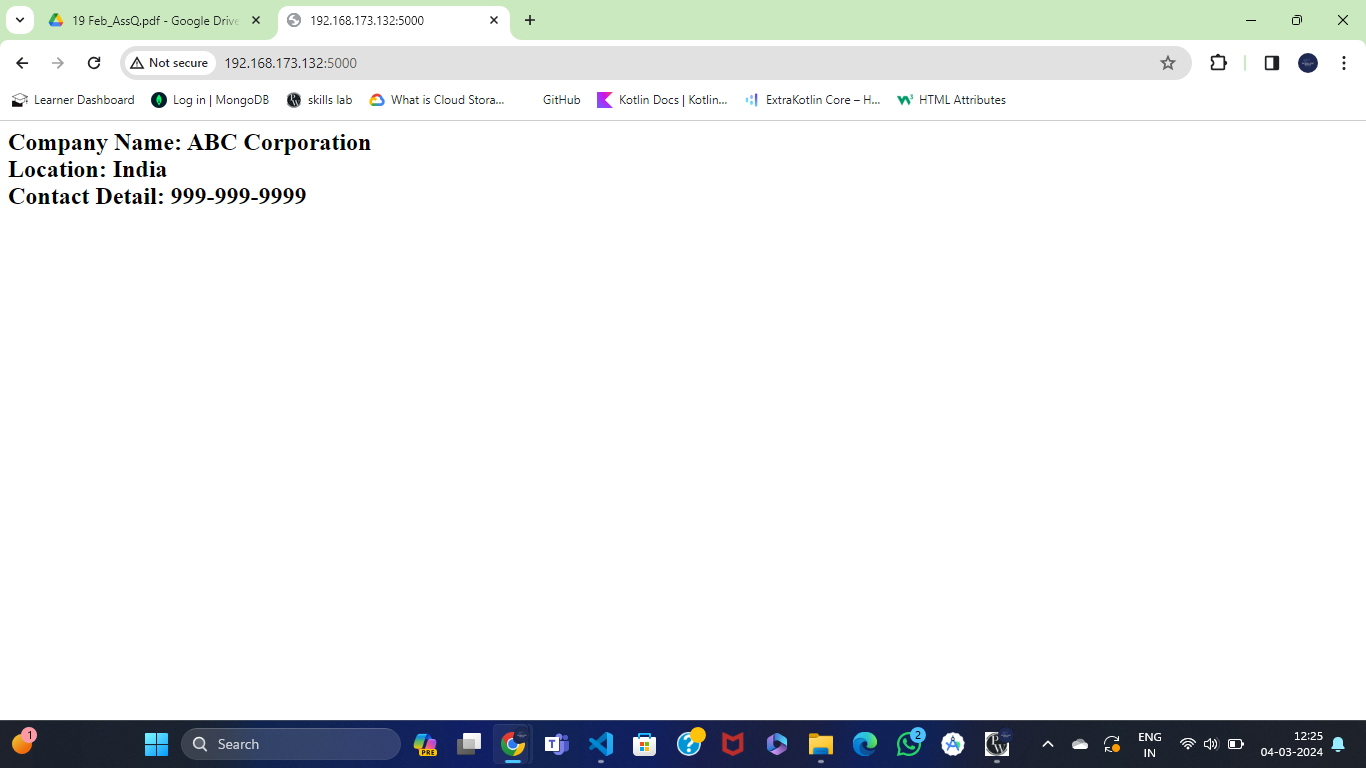 19 Feb_AssQ.pdf - Google Drive
192.168.173.132:5000
Not secure
192.168.173.132:5000
Learner Dashboard
Log in | MongoDB
skills lab
What is Cloud Stora...
GitHub
Kotlin Docs | Kotlin...
ExtraKotlin Core – H...
HTML Attributes
Company Name: ABC Corporation
Location: India
Contact Detail: 999-999-9999
1
Search
PRE
2
ENG
IN
12:25
04-03-2024